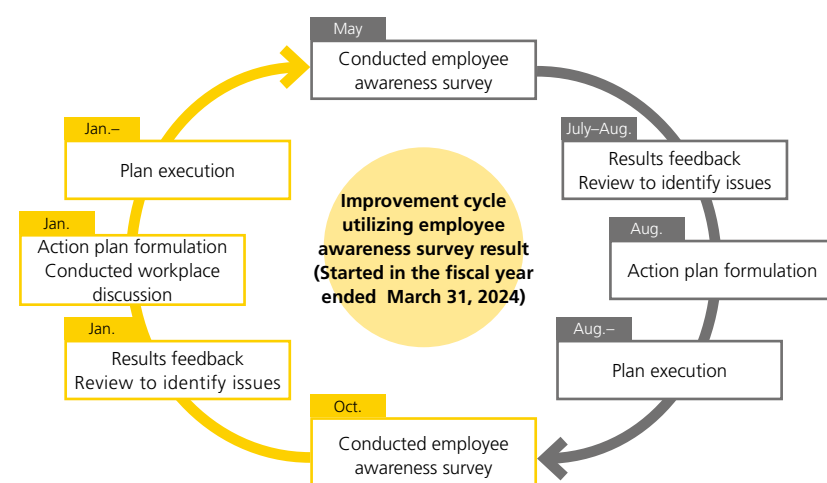 May
Conducted employee
awareness survey
July–Aug.
Results feedback
Review to identify issues
Aug.
Action plan formulation
Aug.–
Plan execution
Oct.
Conducted employee
awareness survey
Jan.
Results feedback
Review to identify issues
Jan.
Action plan formulation
Conducted workplace
discussion
Jan.–
Plan execution
Improvement cycle
utilizing employee
awareness survey result
(Started in the fiscal year
ended March 31, 2024)